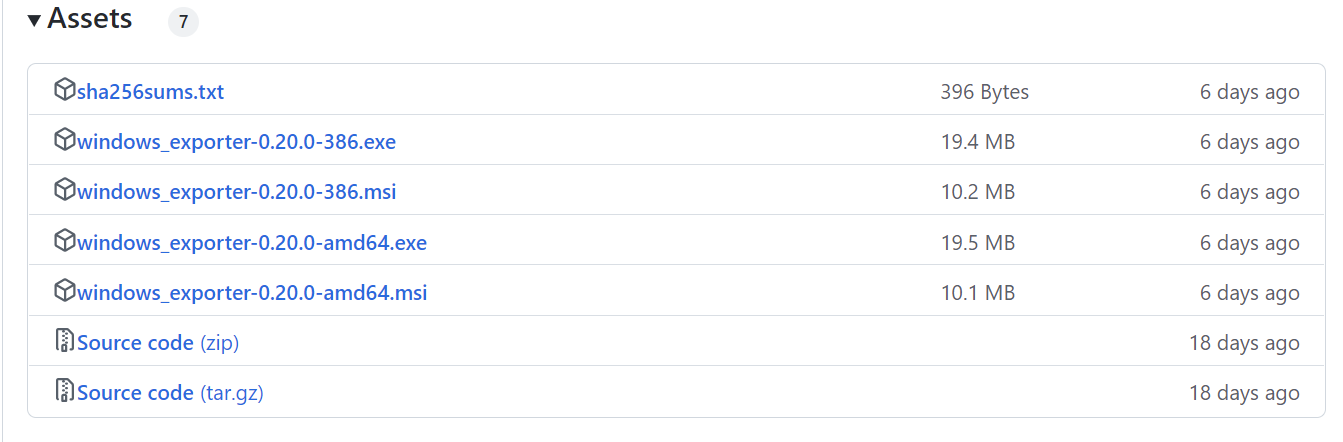 Assets 7
sha256sums.txt 396 Bytes 6 days ago
windows_exporter-0.20.0-386.exe 19.4 MB 6 days ago
windows_exporter-0.20.0-386.msi 10.2 MB 6 days ago
windows_exporter-0.20.0-amd64.exe 19.5 MB 6 days ago
windows_exporter-0.20.0-amd64.msi 10.1 MB 6 days ago
Source code (zip) 18 days ago
Source code (tar.gz) 18 days ago